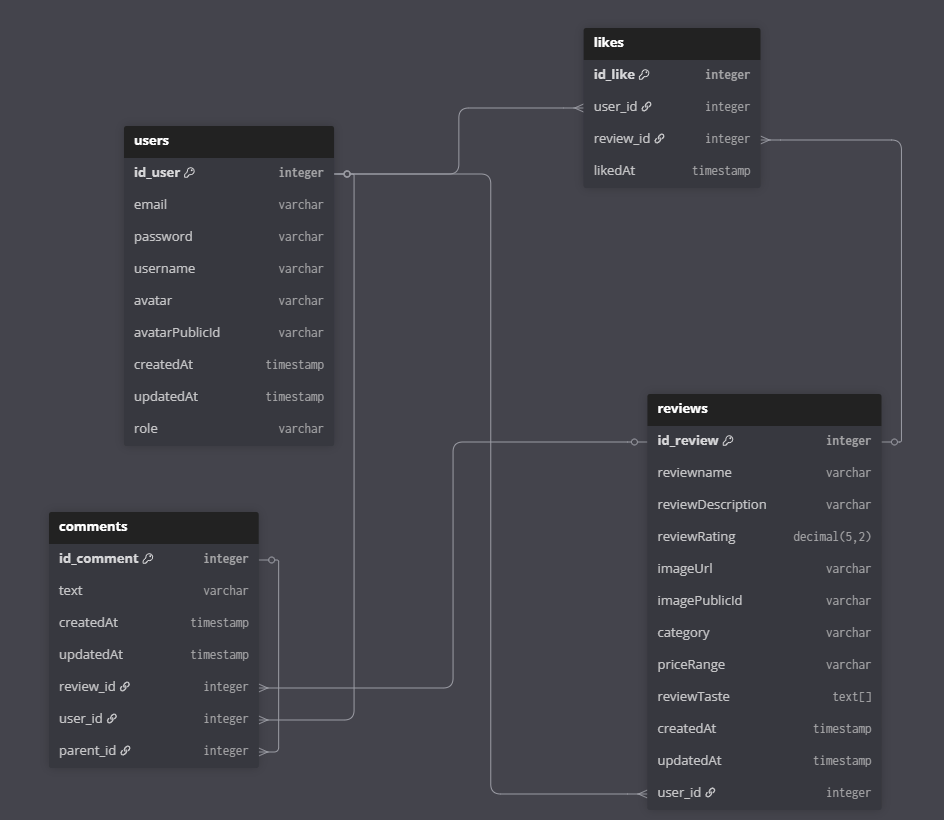 likes
id_like integer
user_id integer
review_id integer
likedAt timestamp
users
id_user integer
email varchar
password varchar
username varchar
avatar varchar
avatarPublicId varchar
createdAt timestamp
updatedAt timestamp
role varchar
reviews
id_review integer
reviewname varchar
reviewDescription varchar
reviewRating decimal(5,2)
imageUrl varchar
imagePublicId varchar
category varchar
priceRange varchar
reviewTaste text[]
createdAt timestamp
updatedAt timestamp
user_id integer
comments
id_comment integer
text varchar
createdAt timestamp
updatedAt timestamp
review_id integer
user_id integer
parent_id integer